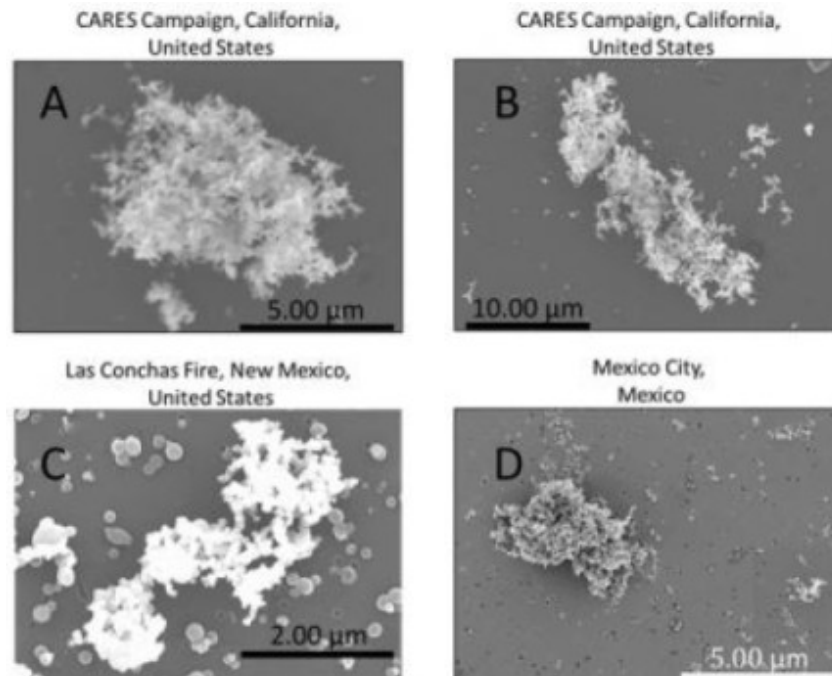 CARES Campaign, California,
United States
CARES Campaign, California,
United States
A
5.00 µm
B
10.00 µm
Las Conchas Fire, New Mexico,
United States
Mexico City,
Mexico
C
2.00 µm
D
5.00 µm